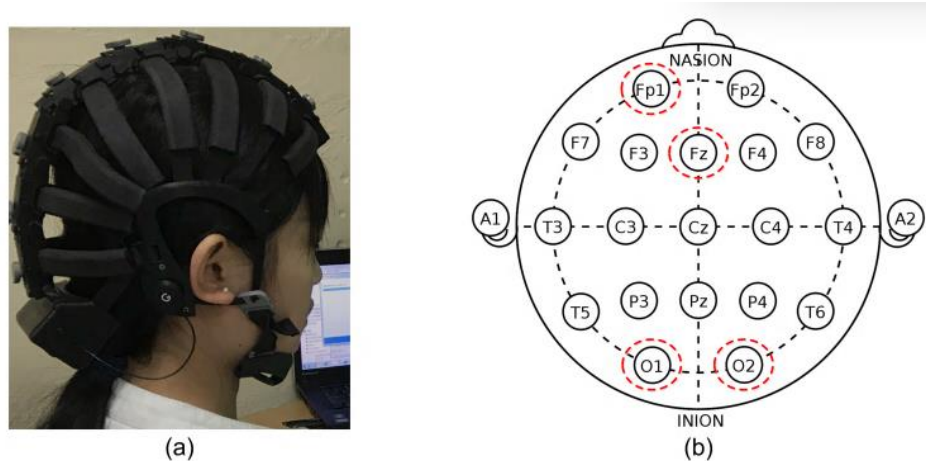 NASION
Fp1 Fp2
F7 F3 Fz F4 F8
A1 T3 C3 Cz C4 T4 A2
T5 P3 Pz P4 T6
O1 O2
INION
(a) (b)